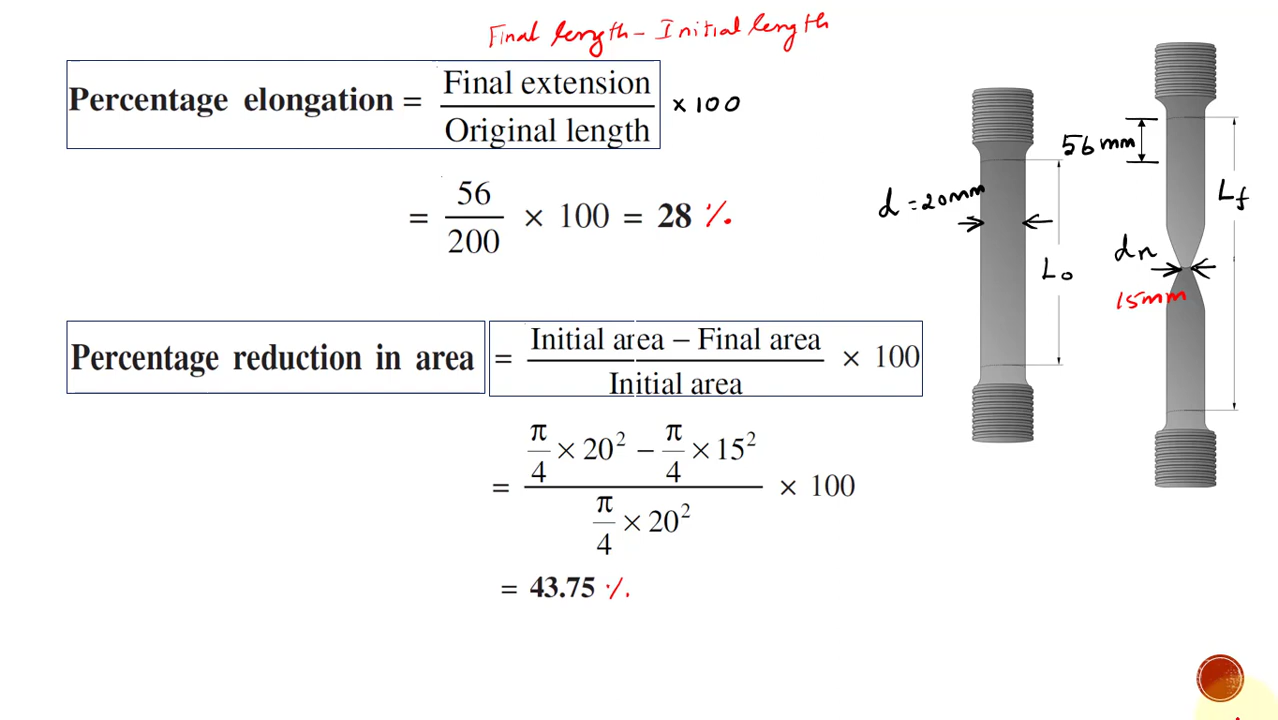 Final length - Initial length
Percentage elongation = Final extension / Original length × 100
= 56 / 200 × 100 = 28 %.
Percentage reduction in area = Initial area – Final area / Initial area × 100
= π/4 × 20² – π/4 × 15² / π/4 × 20² × 100
= 43.75 %.
d = 20mm
L₀
56 mm
L_f
dn
15mm